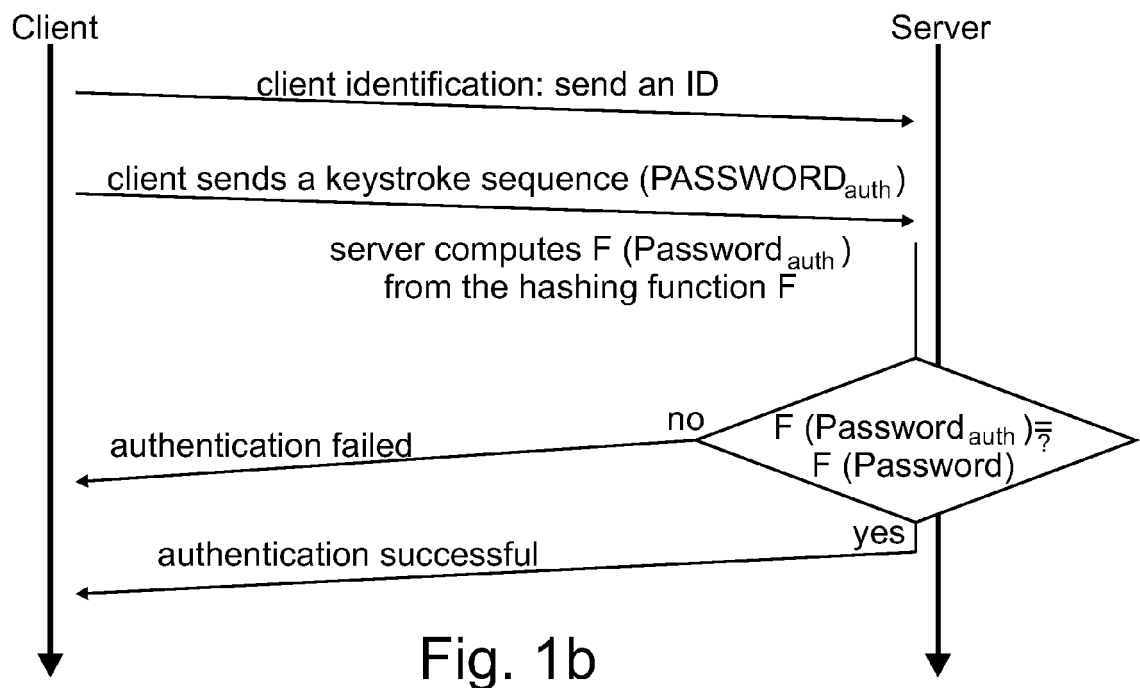 Client
Server
client identification: send an ID
client sends a keystroke sequence (PASSWORDauth)
server computes F (Passwordauth)
from the hashing function F
no
F (Passwordauth)=?
F (Password)
authentication failed
yes
authentication successful
Fig. 1b